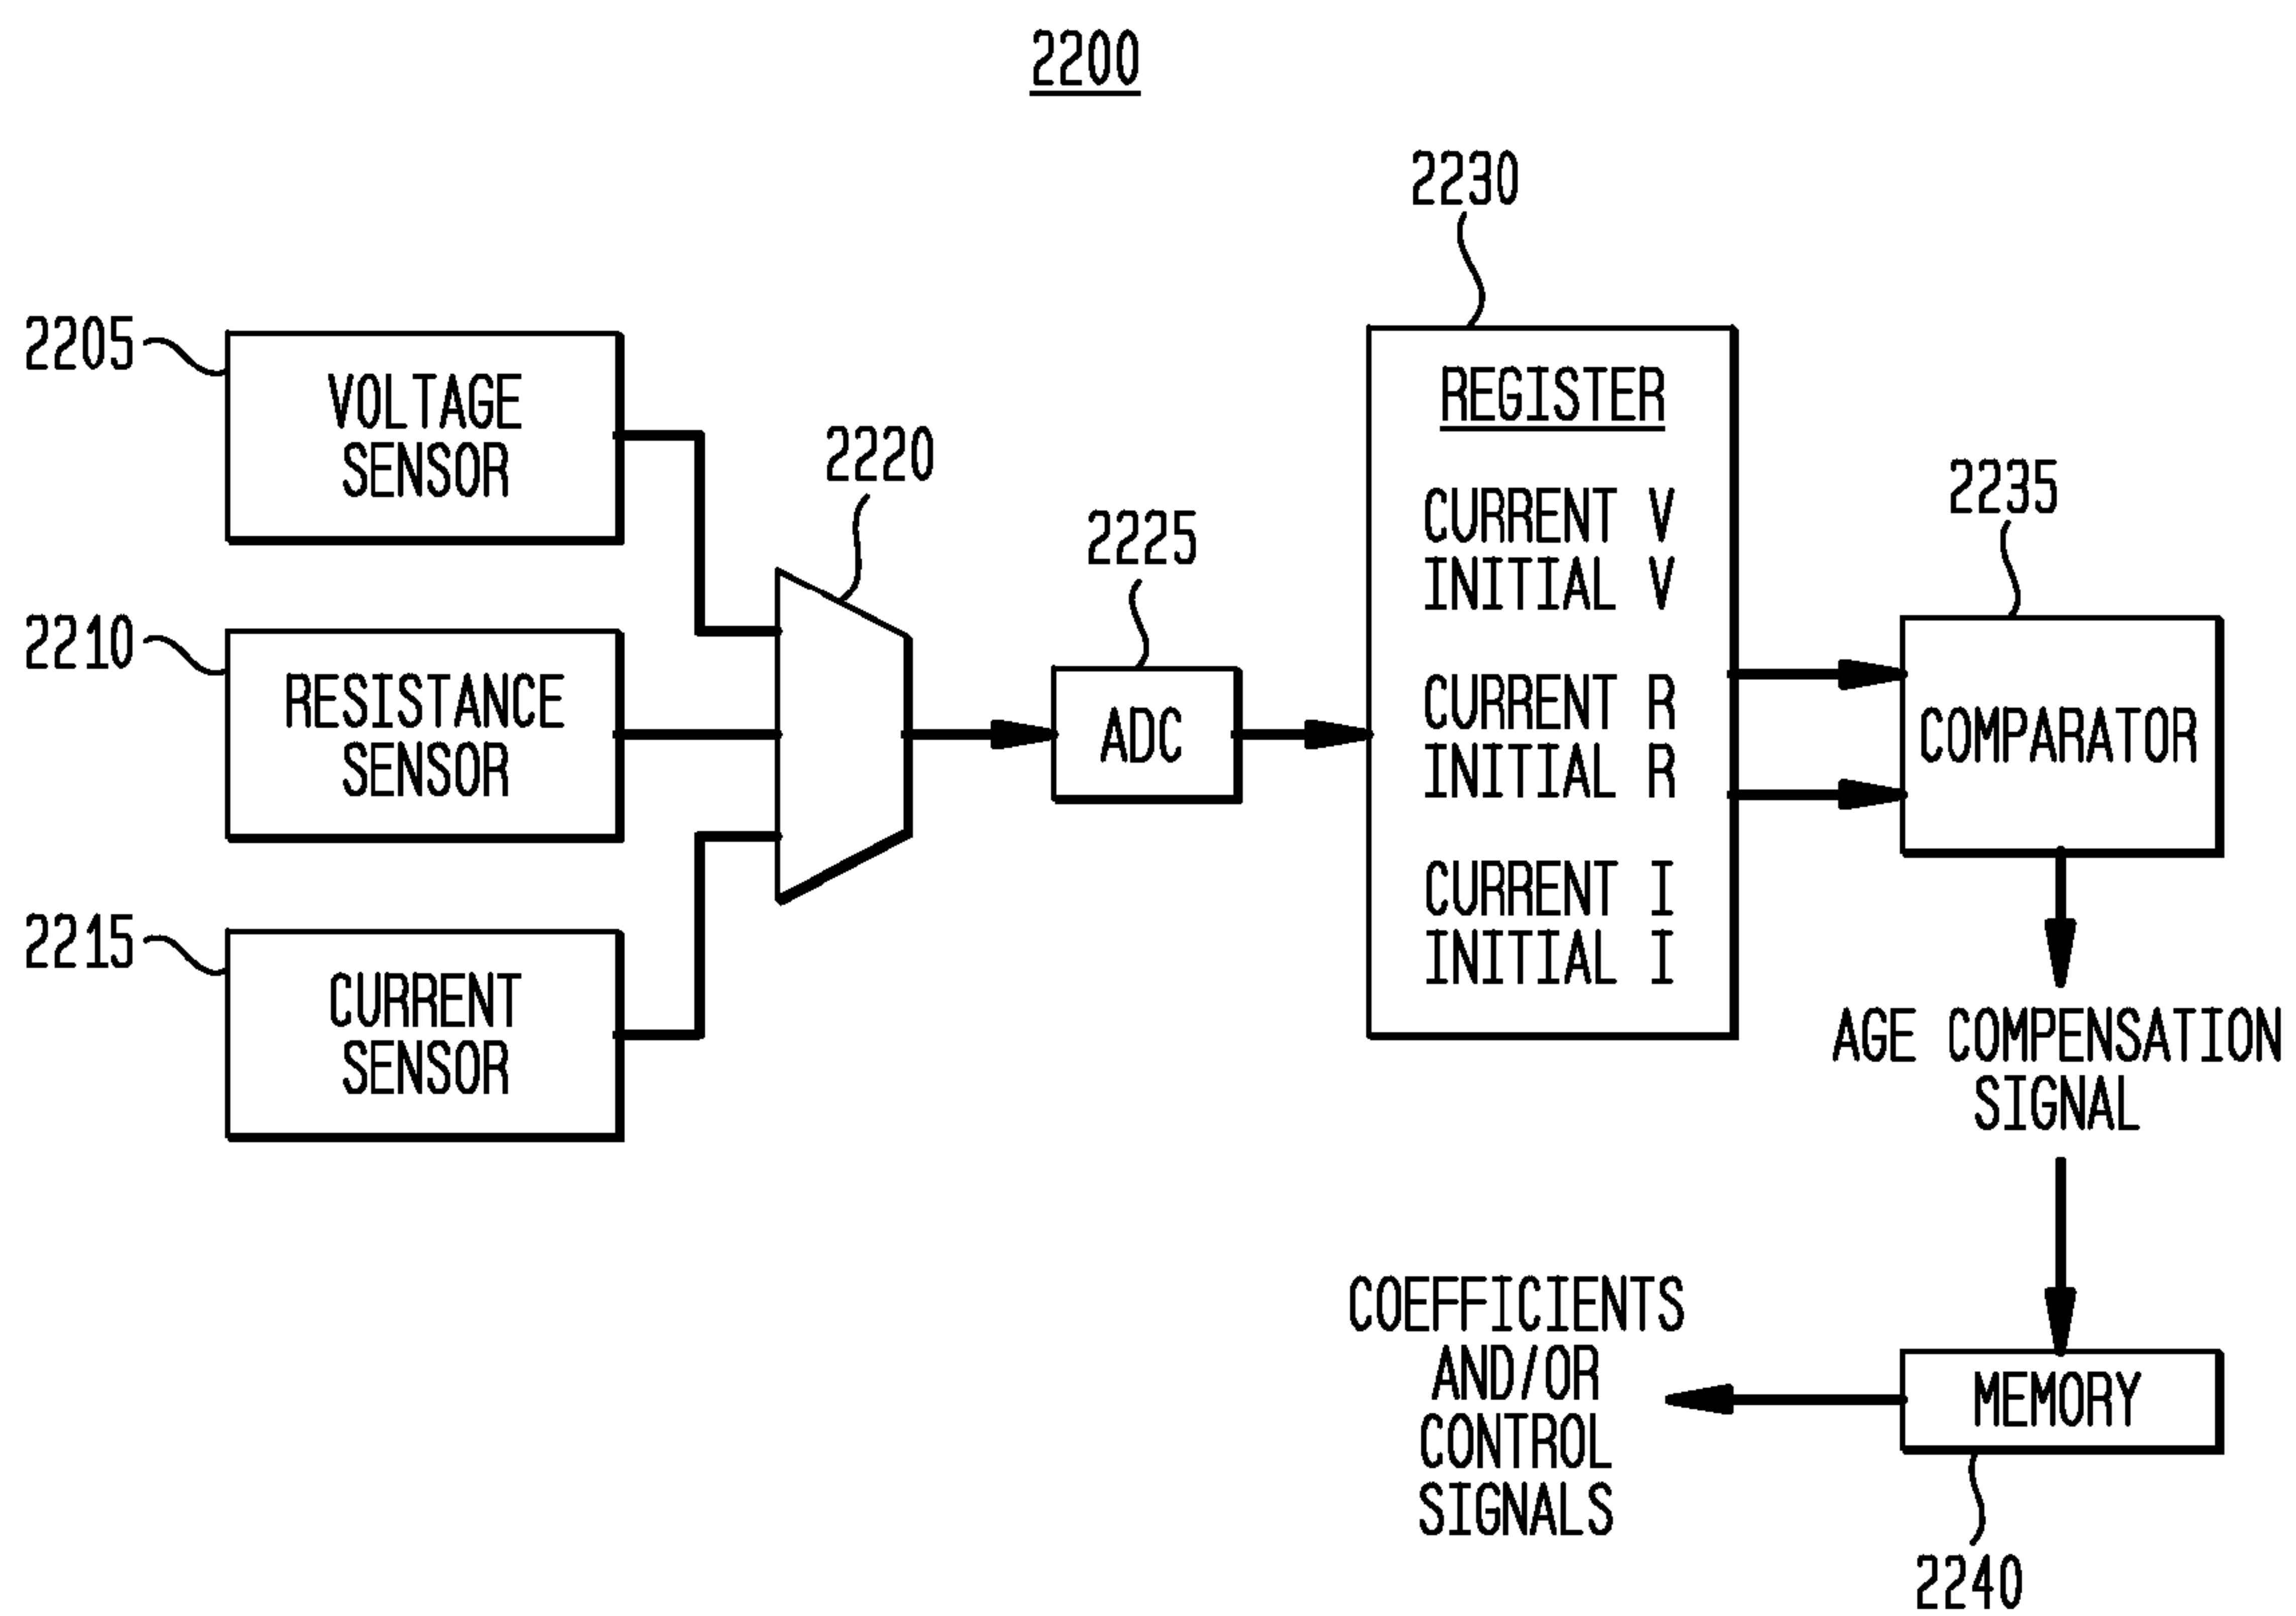 2200
2230
2205
VOLTAGE
SENSOR
2220
2225
REGISTER
CURRENT V
INITIAL V
CURRENT R
INITIAL R
CURRENT I
INITIAL I
2235
2210
RESISTANCE
SENSOR
ADC
COMPARATOR
2215
CURRENT
SENSOR
AGE COMPENSATION
SIGNAL
COEFFICIENTS
AND/OR
CONTROL
SIGNALS
MEMORY
2240